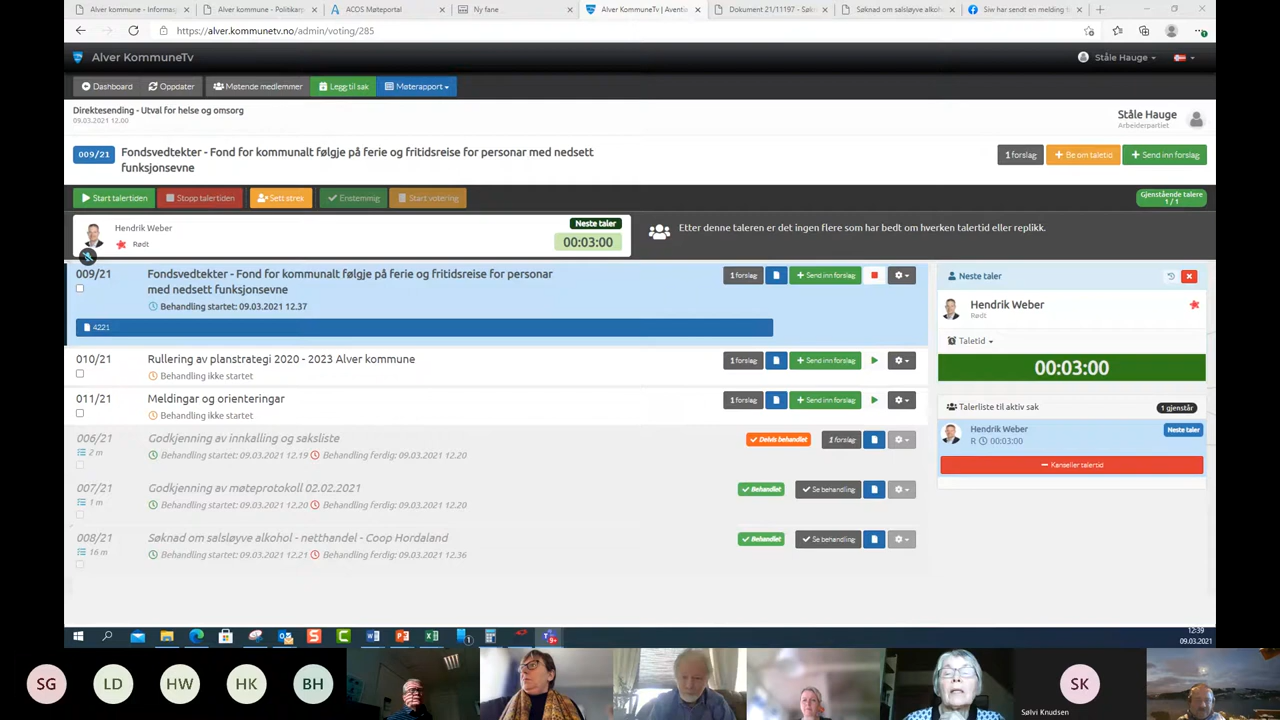 Alver kommune - Informasj
Alver kommune - Politikarp
ACOS Møteportal
Ny fane
Alver KommuneTv | Aventia
Dokument 21/11197 - Søkn
Søknad om salsløyve alkoh
Siw har sendt en melding t
https://alver.kommunetv.no/admin/voting/285
Alver KommuneTv
Ståle Hauge
Dashboard
Oppdater
Møtende medlemmer
Legg til sak
Møterapport
Direktesending - Utval for helse og omsorg
09.03.2021 12.00
Ståle Hauge
Arbeiderpartiet
009/21
Fondsvedtekter - Fond for kommunalt følgje på ferie og fritidsreise for personar med nedsett
funksjonsevne
1 forslag
Be om taletid
Send inn forslag
Start talertiden
Stopp talertiden
Sett strek
Enstemmig
Start votering
Gjenstående talere
1 / 1
Hendrik Weber
Rødt
Neste taler
00:03:00
Etter denne taleren er det ingen flere som har bedt om hverken talertid eller replikk.
009/21
Fondsvedtekter - Fond for kommunalt følgje på ferie og fritidsreise for personar
med nedsett funksjonsevne
Behandling startet: 09.03.2021 12.37
1 forslag
Send inn forslag
4221
010/21
Rullering av planstrategi 2020 - 2023 Alver kommune
Behandling ikke startet
1 forslag
Send inn forslag
011/21
Meldingar og orienteringar
Behandling ikke startet
1 forslag
Send inn forslag
006/21
2 m
Godkjenning av innkalling og saksliste
Behandling startet: 09.03.2021 12.19
Behandling ferdig: 09.03.2021 12.20
Delvis behandlet
1 forslag
007/21
1 m
Godkjenning av møteprotokoll 02.02.2021
Behandling startet: 09.03.2021 12.20
Behandling ferdig: 09.03.2021 12.20
Behandlet
Se behandling
008/21
16 m
Søknad om salsløyve alkohol - netthandel - Coop Hordaland
Behandling startet: 09.03.2021 12.21
Behandling ferdig: 09.03.2021 12.36
Behandlet
Se behandling
Neste taler
Hendrik Weber
Rødt
Taletid
00:03:00
Talerliste til aktiv sak
1 gjenstår
Hendrik Weber
R 00:03:00
Neste taler
Kanseller talertid
12:39
09.03.2021
SG
LD
HW
HK
BH
SK
Sølvi Knudsen